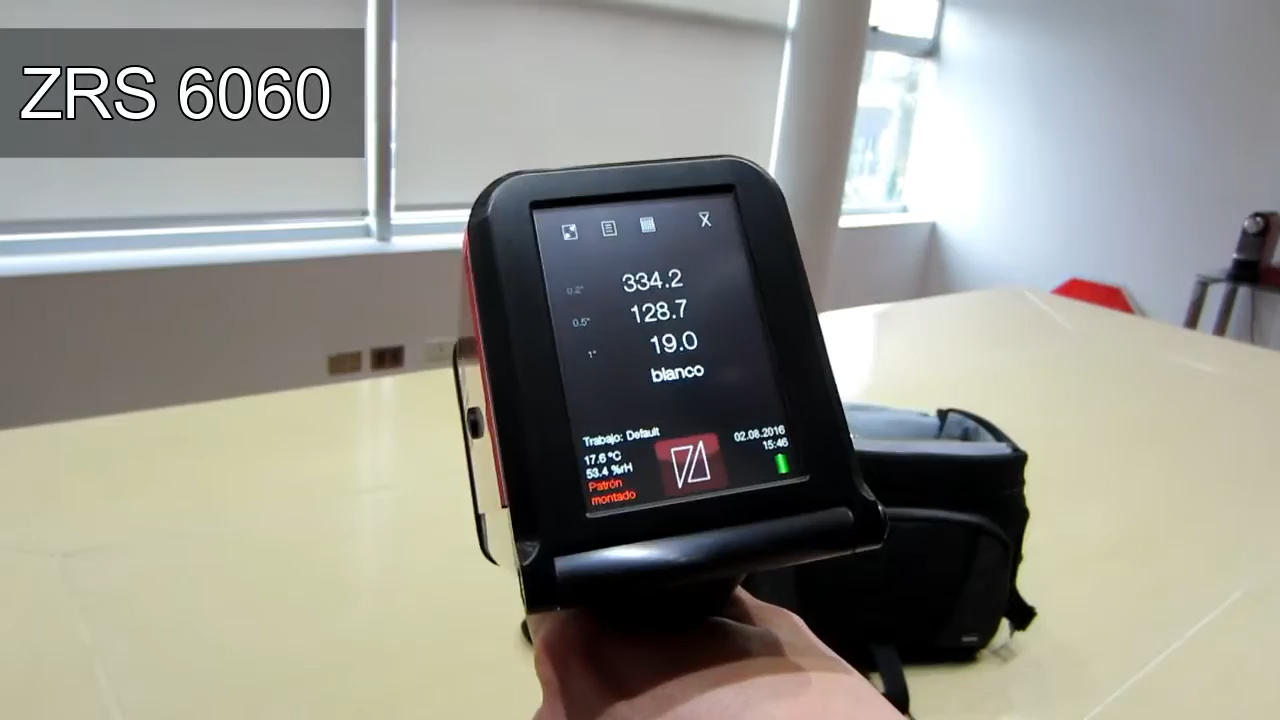 ZRS 6060
0.2° 334.2
0.5° 128.7
1° 19.0
blanco
Trabajo: Default
17.6 °C
53.4 %rH
Patrón
montado
02.08.2016
15:46